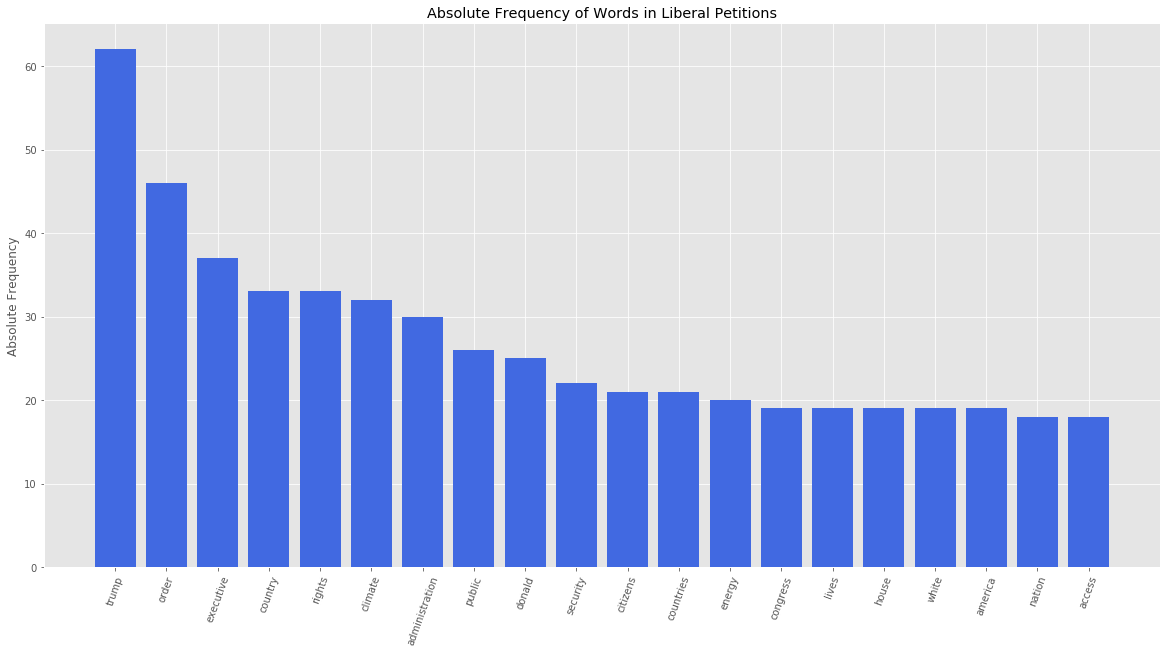 Absolute Frequency of Words in Liberal Petitions
Absolute Frequency
60
50
40
30
20
10
0
trump
order
executive
country
rights
climate
administration
public
donald
security
citizens
countries
energy
congress
lives
house
white
america
nation
access